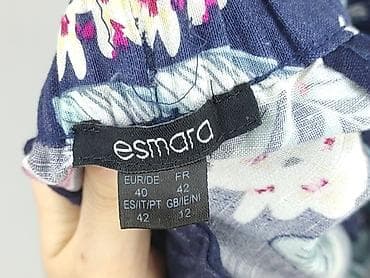 esmara
EUR/DE FR
40 42
ES/IT/PT GB/IE/NI
42 12